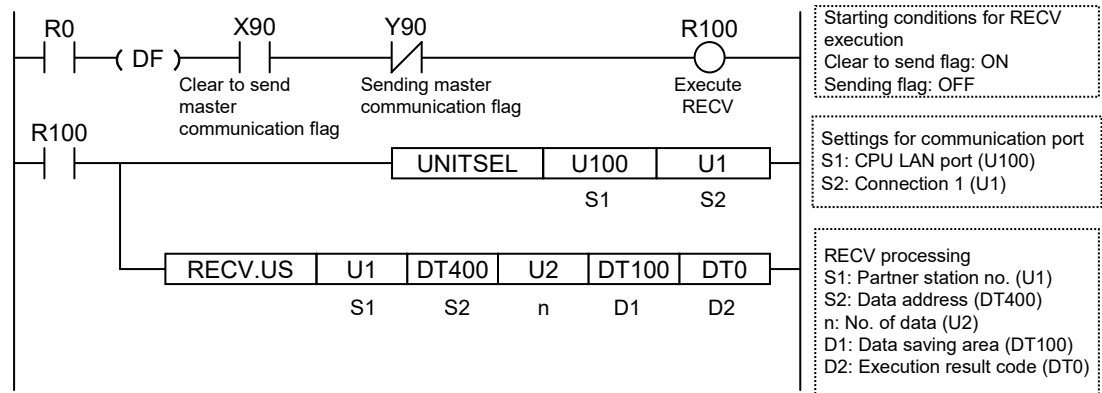 R0
X90
Y90
R100
( DF )
Clear to send
master
communication flag
Sending master
communication flag
Execute
RECV
Starting conditions for RECV
execution
Clear to send flag: ON
Sending flag: OFF
R100
UNITSEL U100 U1
S1 S2
Settings for communication port
S1: CPU LAN port (U100)
S2: Connection 1 (U1)
RECV.US U1 DT400 U2 DT100 DT0
S1 S2 n D1 D2
RECV processing
S1: Partner station no. (U1)
S2: Data address (DT400)
n: No. of data (U2)
D1: Data saving area (DT100)
D2: Execution result code (DT0)